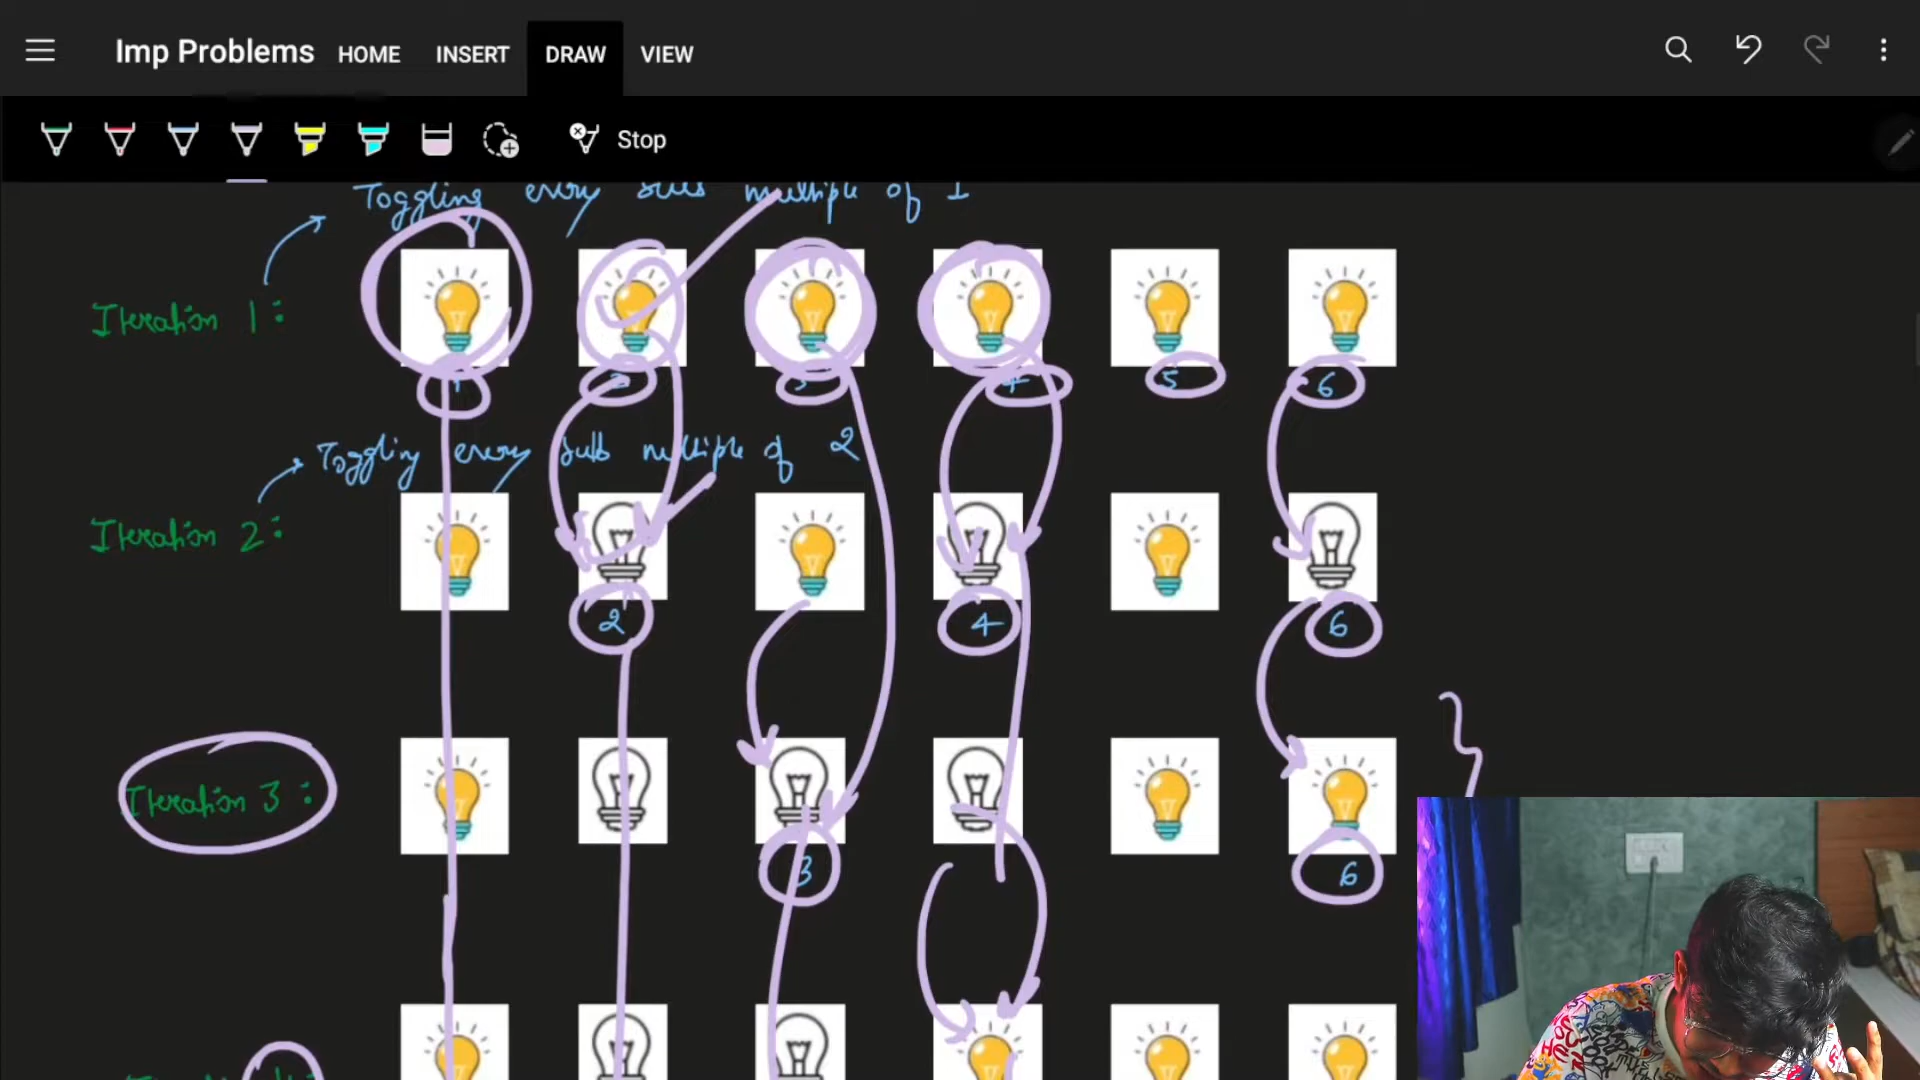 Imp Problems HOME INSERT DRAW VIEW
Stop
Toggling every bulb multiple of 1
Iteration 1:
1 2 3 4 5 6
Toggling every bulb multiple of 2
Iteration 2:
2 4 6
Iteration 3:
3 6